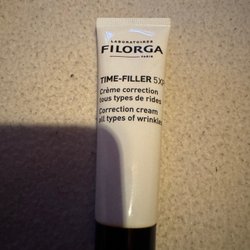 LABORATOIRES
FILORGA
PARIS
TIME-FILLER 5XP
Crème correction
tous types de rides
Correction cream
all types of wrinkles